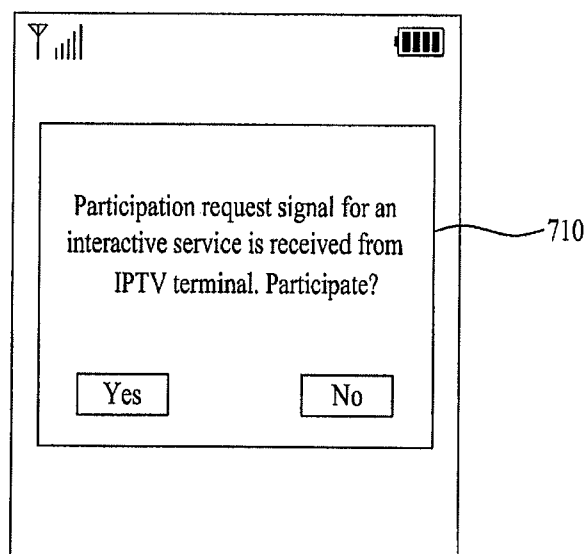 Participation request signal for an
interactive service is received from
IPTV terminal. Participate?
710
Yes
No